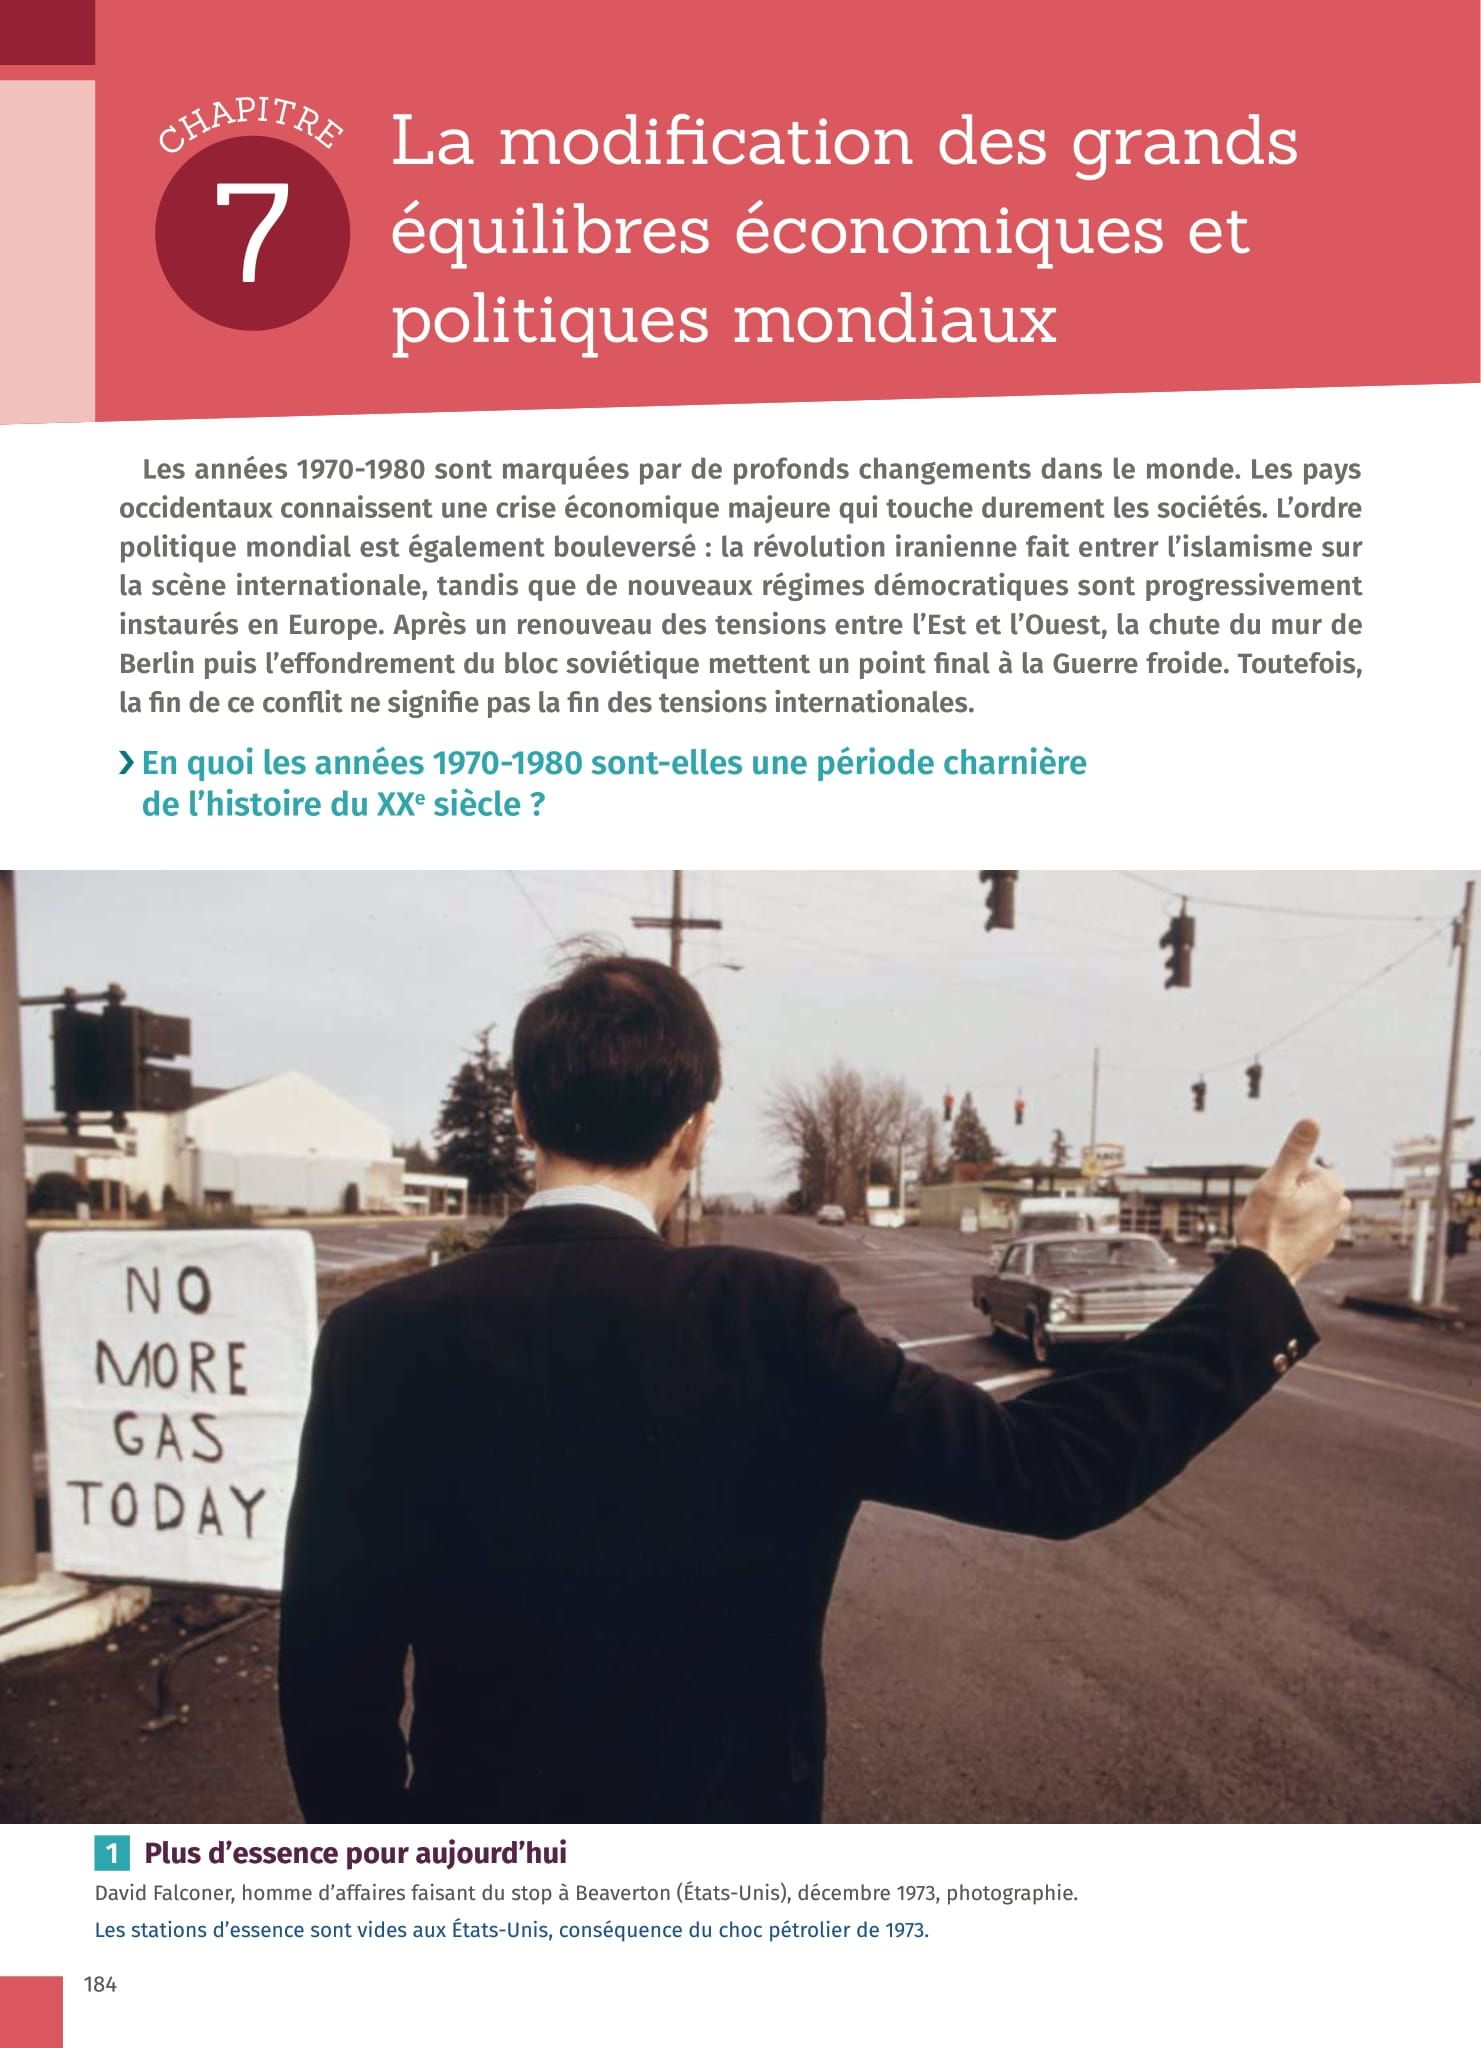 CHAPITRE
7
La modification des grands
équilibres économiques et
politiques mondiaux
Les années 1970-1980 sont marquées par de profonds changements dans le monde. Les pays
occidentaux connaissent une crise économique majeure qui touche durement les sociétés. L’ordre
politique mondial est également bouleversé : la révolution iranienne fait entrer l’islamisme sur
la scène internationale, tandis que de nouveaux régimes démocratiques sont progressivement
instaurés en Europe. Après un renouveau des tensions entre l’Est et l’Ouest, la chute du mur de
Berlin puis l’effondrement du bloc soviétique mettent un point final à la Guerre froide. Toutefois,
la fin de ce conflit ne signifie pas la fin des tensions internationales.
› En quoi les années 1970-1980 sont-elles une période charnière
de l’histoire du XXe siècle ?
NO
MORE
GAS
TODAY
1 Plus d’essence pour aujourd’hui
David Falconer, homme d’affaires faisant du stop à Beaverton (États-Unis), décembre 1973, photographie.
Les stations d’essence sont vides aux États-Unis, conséquence du choc pétrolier de 1973.
184